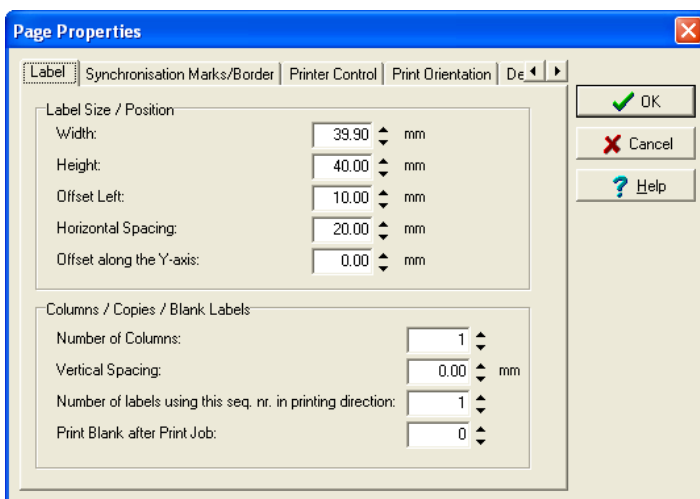 Page Properties
Label Synchronisation Marks/Border Printer Control Print Orientation De
Label Size / Position
Width: 39.90 mm
Height: 40.00 mm
Offset Left: 10.00 mm
Horizontal Spacing: 20.00 mm
Offset along the Y-axis: 0.00 mm
Columns / Copies / Blank Labels
Number of Columns: 1
Vertical Spacing: 0.00 mm
Number of labels using this seq. nr. in printing direction: 1
Print Blank after Print Job: 0
OK
Cancel
Help